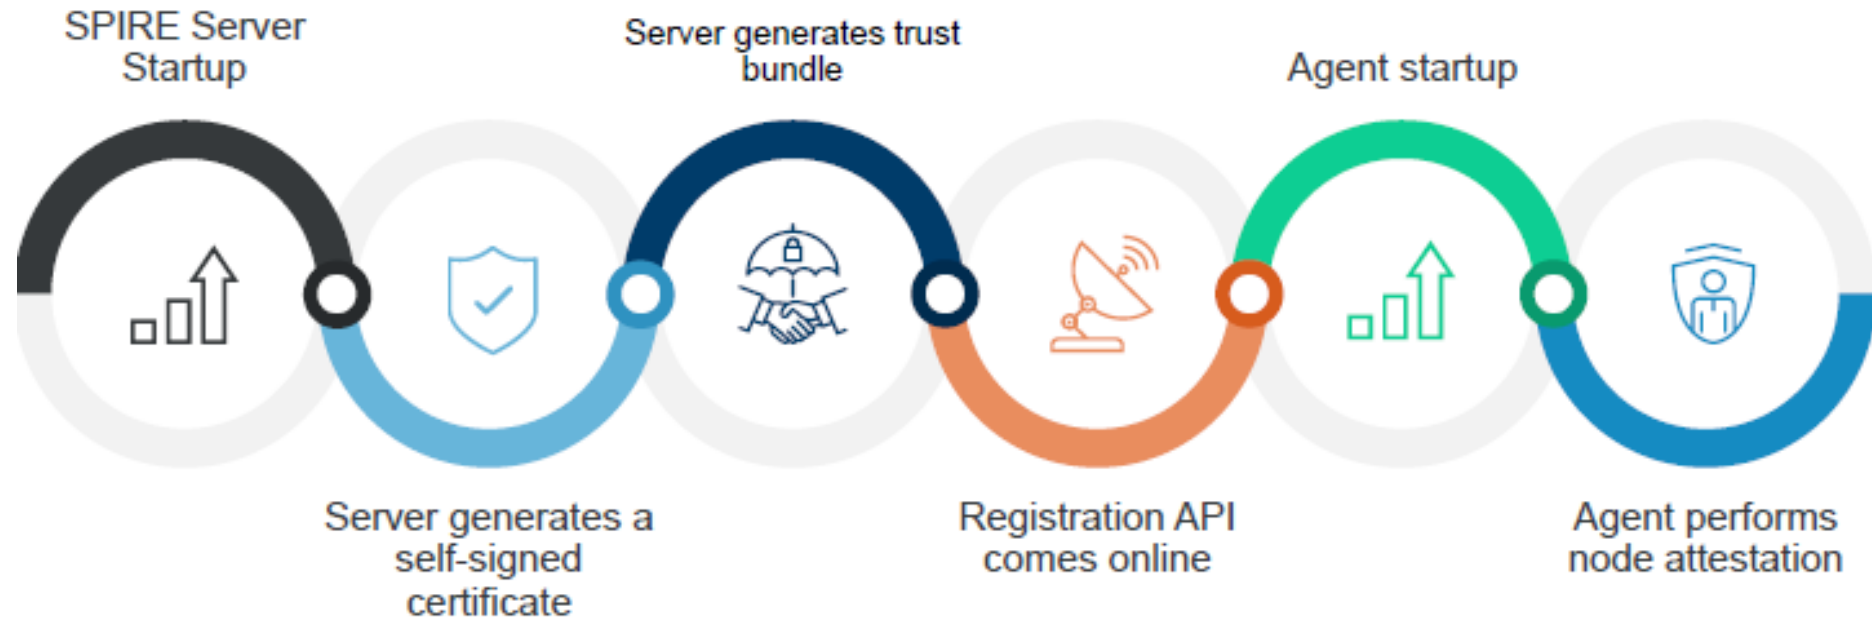 SPIRE Server
Startup
Server generates a
self-signed
certificate
Server generates trust
bundle
Registration API
comes online
Agent startup
Agent performs
node attestation